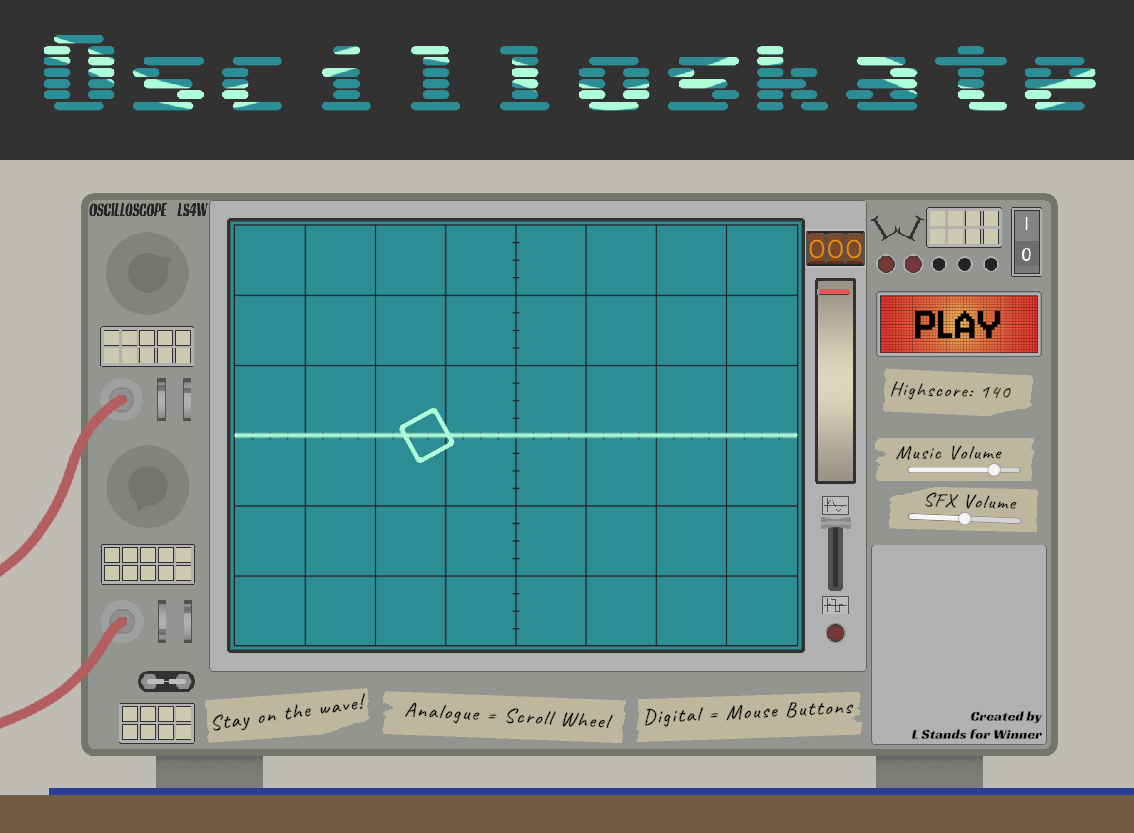 Oscilloskate
OSCILLOSCOPE LS4W
000
I
0
PLAY
Highscore: 140
Music Volume
SFX Volume
Stay on the wave!
Analogue = Scroll Wheel
Digital = Mouse Buttons
Created by
L Stands for Winner